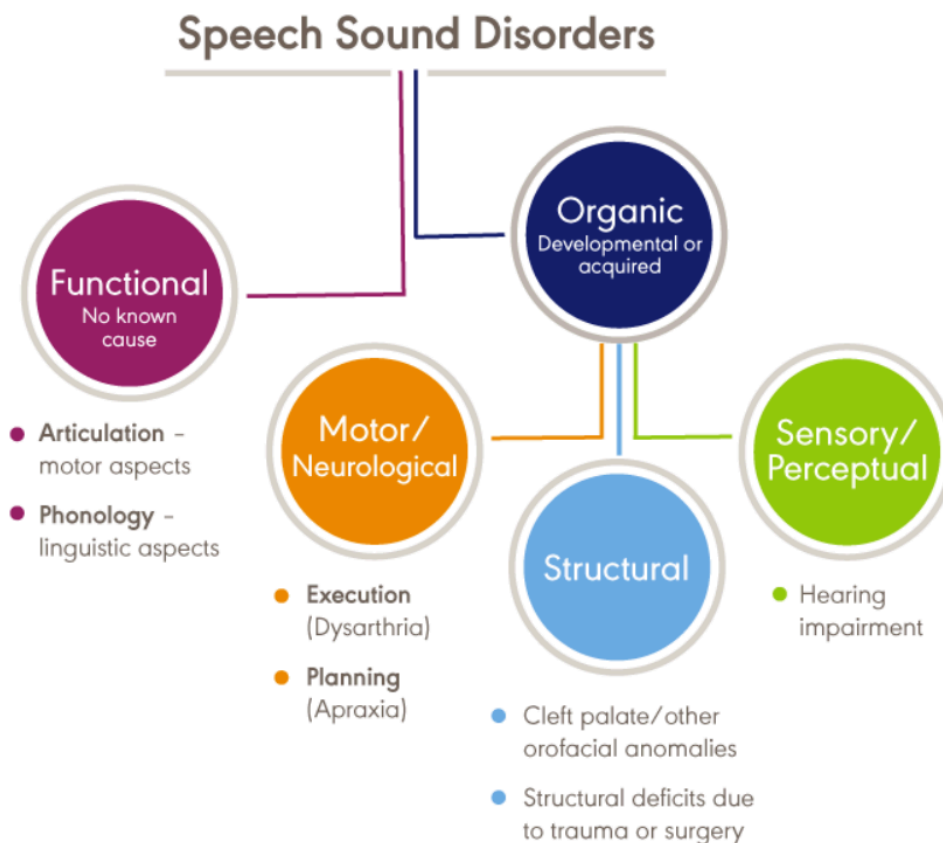 Speech Sound Disorders
Organic
Developmental or
acquired
Functional
No known
cause
Articulation –
motor aspects
Phonology –
linguistic aspects
Motor/
Neurological
Execution
(Dysarthria)
Planning
(Apraxia)
Structural
Cleft palate/other
orofacial anomalies
Structural deficits due
to trauma or surgery
Sensory/
Perceptual
Hearing
impairment